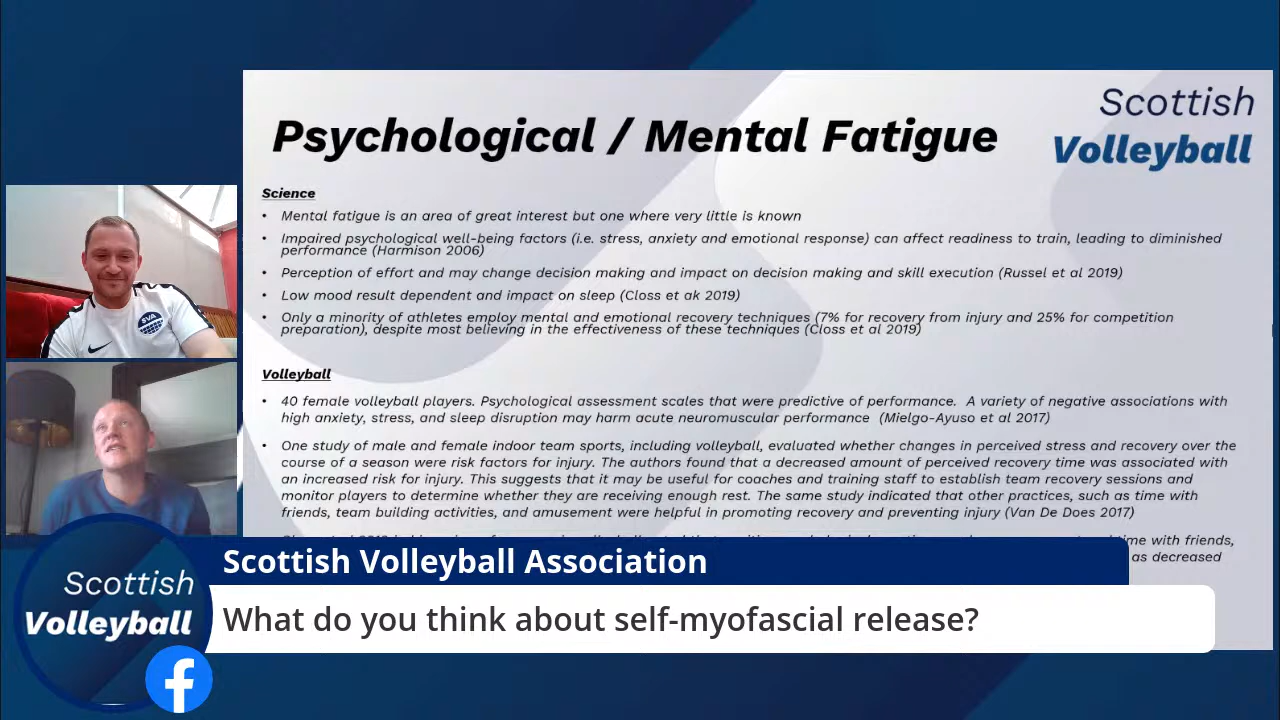 Scottish
Volleyball
Psychological / Mental Fatigue
Science
• Mental fatigue is an area of great interest but one where very little is known
• Impaired psychological well-being factors (i.e. stress, anxiety and emotional response) can affect readiness to train, leading to diminished
performance (Harmison 2006)
• Perception of effort and may change decision making and impact on decision making and skill execution (Russel et al 2019)
• Low mood result dependent and impact on sleep (Closs et ak 2019)
• Only a minority of athletes employ mental and emotional recovery techniques (7% for recovery from injury and 25% for competition
preparation), despite most believing in the effectiveness of these techniques (Closs et al 2019)
Volleyball
• 40 female volleyball players. Psychological assessment scales that were predictive of performance. A variety of negative associations with
high anxiety, stress, and sleep disruption may harm acute neuromuscular performance (Mielgo-Ayuso et al 2017)
• One study of male and female indoor team sports, including volleyball, evaluated whether changes in perceived stress and recovery over the
course of a season were risk factors for injury. The authors found that a decreased amount of perceived recovery time was associated with
an increased risk for injury. This suggests that it may be useful for coaches and training staff to establish team recovery sessions and
monitor players to determine whether they are receiving enough rest. The same study indicated that other practices, such as time with
friends, team building activities, and amusement were helpful in promoting recovery and preventing injury (Van De Does 2017)
time with friends,
as decreased
SVA
Scottish Volleyball Association
What do you think about self-myofascial release?
Scottish
Volleyball
f